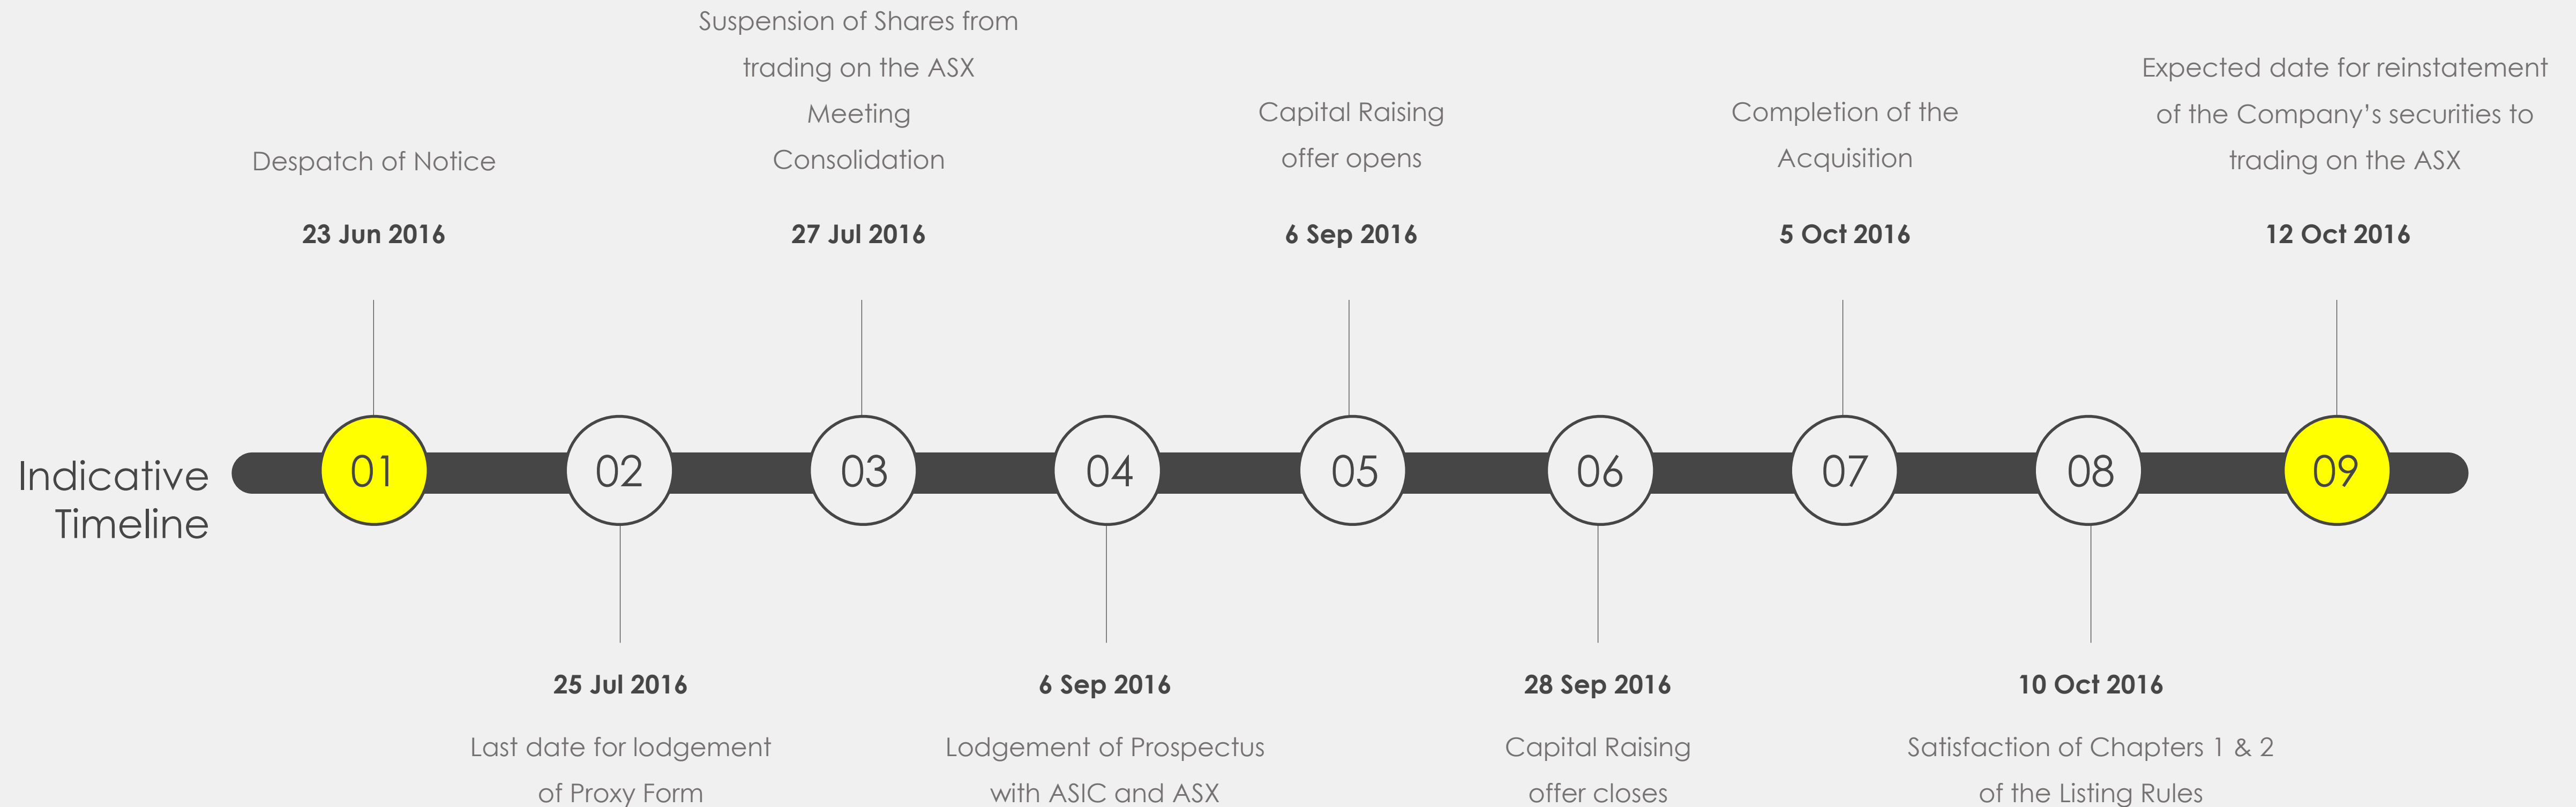 Suspension of Shares from
trading on the ASX
Meeting
Consolidation
Despatch of Notice
Capital Raising
offer opens
Completion of the
Acquisition
Expected date for reinstatement
of the Company’s securities to
trading on the ASX
23 Jun 2016
27 Jul 2016
6 Sep 2016
5 Oct 2016
12 Oct 2016
Indicative
Timeline
01
02
03
04
05
06
07
08
09
25 Jul 2016
Last date for lodgement
of Proxy Form
6 Sep 2016
Lodgement of Prospectus
with ASIC and ASX
28 Sep 2016
Capital Raising
offer closes
10 Oct 2016
Satisfaction of Chapters 1 & 2
of the Listing Rules